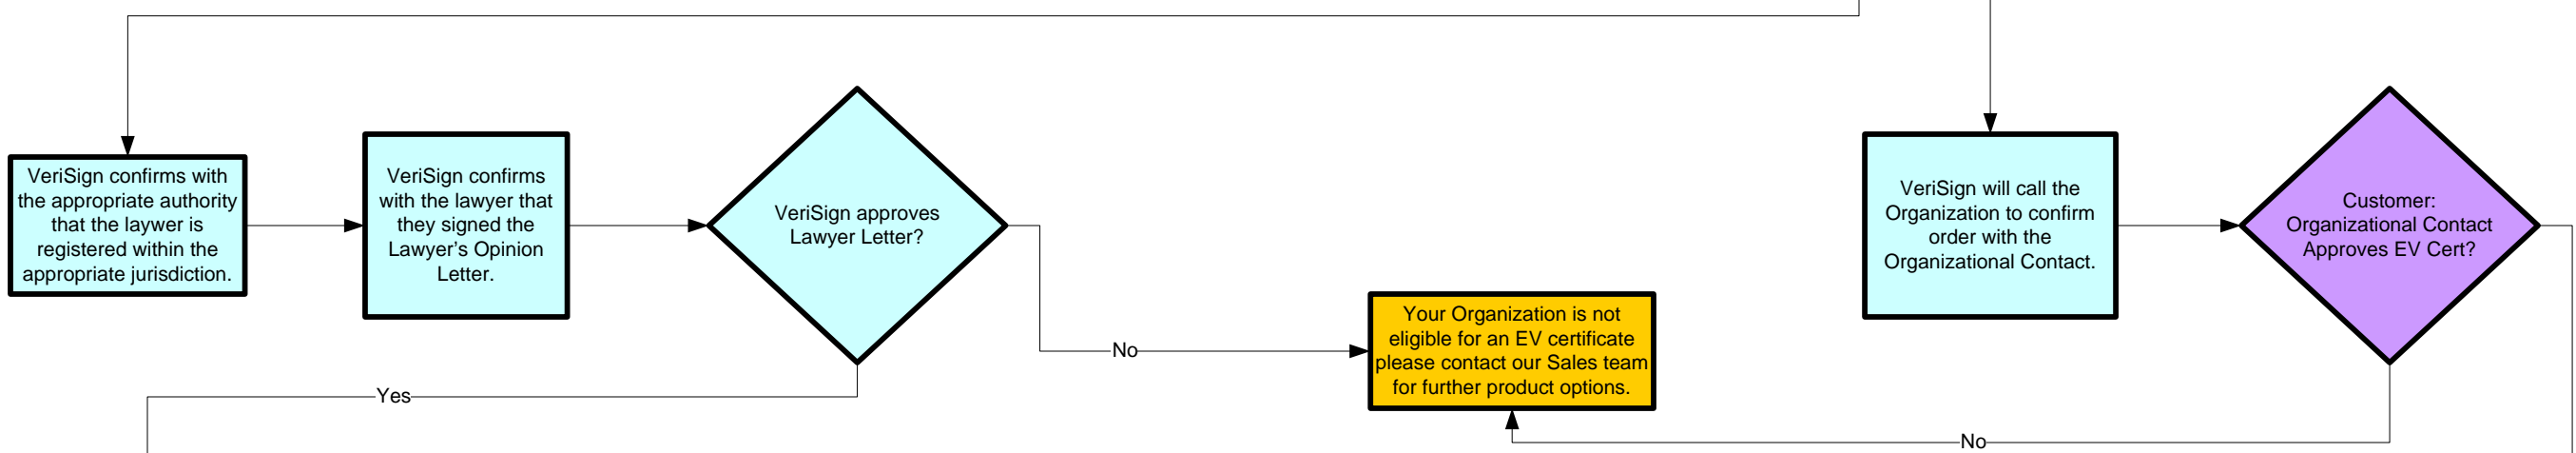 VeriSign confirms with
the appropriate authority
that the laywer is
registered within the
appropriate jurisdiction.
VeriSign confirms
with the lawyer that
they signed the
Lawyer’s Opinion
Letter.
VeriSign approves
Lawyer Letter?
No
Yes
Your Organization is not
eligible for an EV certificate
please contact our Sales team
for further product options.
VeriSign will call the
Organization to confirm
order with the
Organizational Contact.
Customer:
Organizational Contact
Approves EV Cert?
No